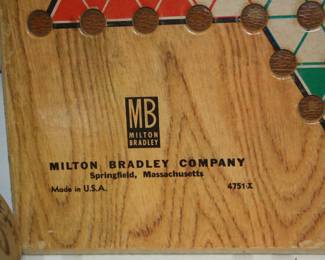 MB
MILTON
BRADLEY
MILTON BRADLEY COMPANY
Springfield, Massachusetts
Made in U.S.A. 4751-X